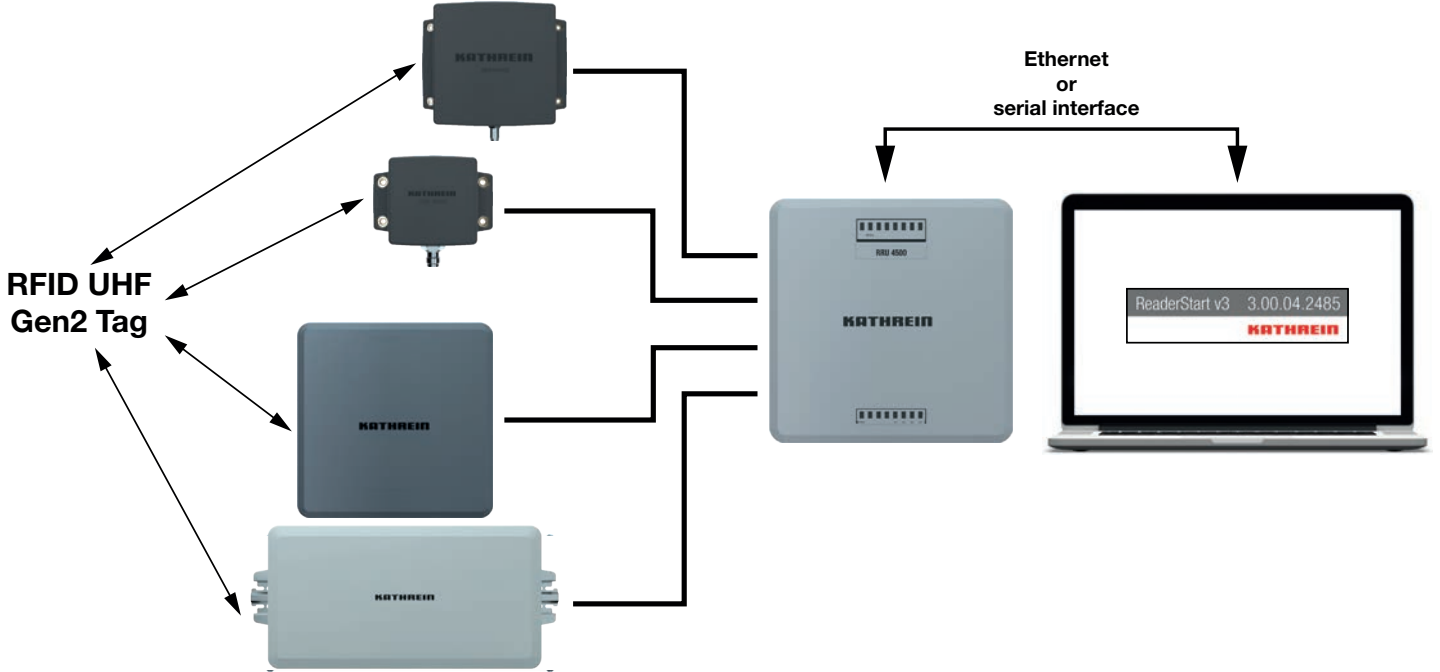 KATHREIN
Ethernet
or
serial interface
KATHREIN
RRU 4500
RFID UHF
Gen2 Tag
KATHREIN
ReaderStart v3 3.00.04.2485
KATHREIN
KATHREIN
KATHREIN